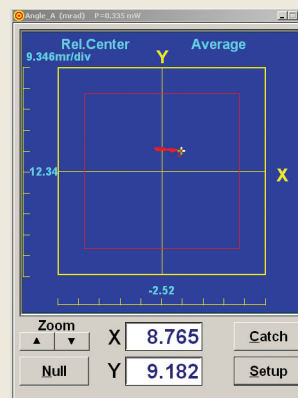 Angle_A (mrad) P=0.335 mW
Rel.Center Average
9.346mr/div
Y
-12.34
X
-2.52
Zoom
X 8.765 Catch
Null Y 9.182 Setup